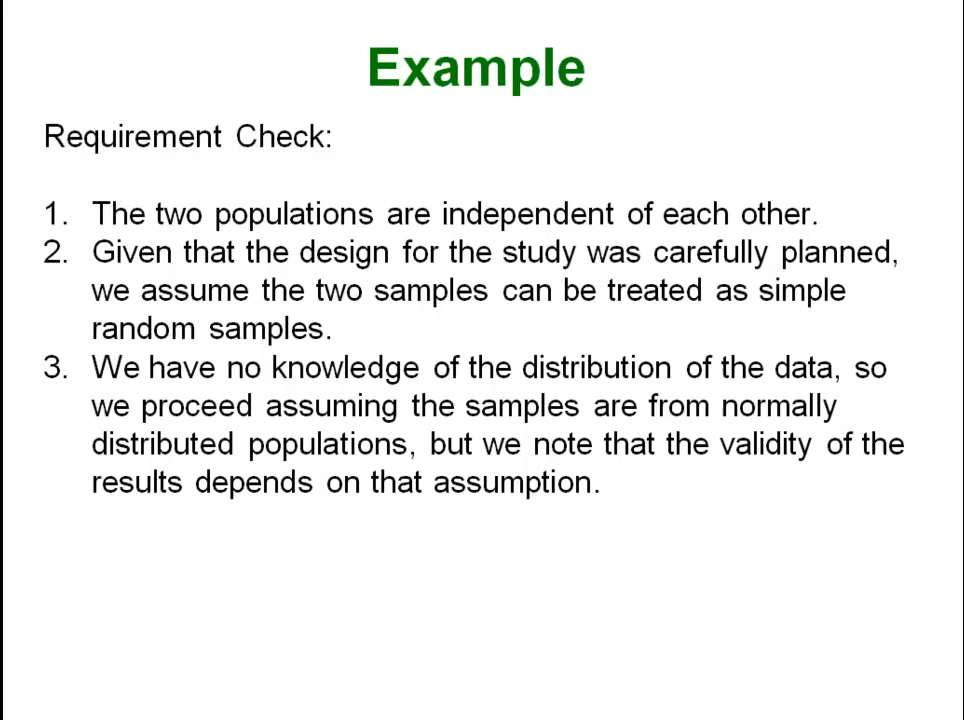 Example
Requirement Check:
1. The two populations are independent of each other.
2. Given that the design for the study was carefully planned,
we assume the two samples can be treated as simple
random samples.
3. We have no knowledge of the distribution of the data, so
we proceed assuming the samples are from normally
distributed populations, but we note that the validity of the
results depends on that assumption.